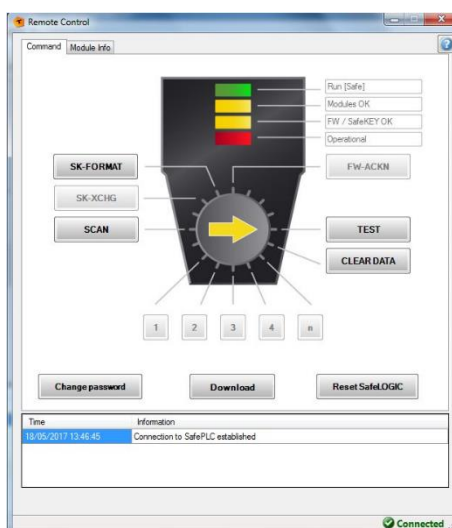 Remote Control
Command Module Info
Run [Safe]
Modules OK
FW / SafeKEY OK
Operational
SK-FORMAT
FW-ACKN
SK-XCHG
SCAN
TEST
CLEAR DATA
1 2 3 4 n
Change password Download Reset SafeLOGIC
Time Information
18/05/2017 13:46:45 Connection to SafePLC established
Connected